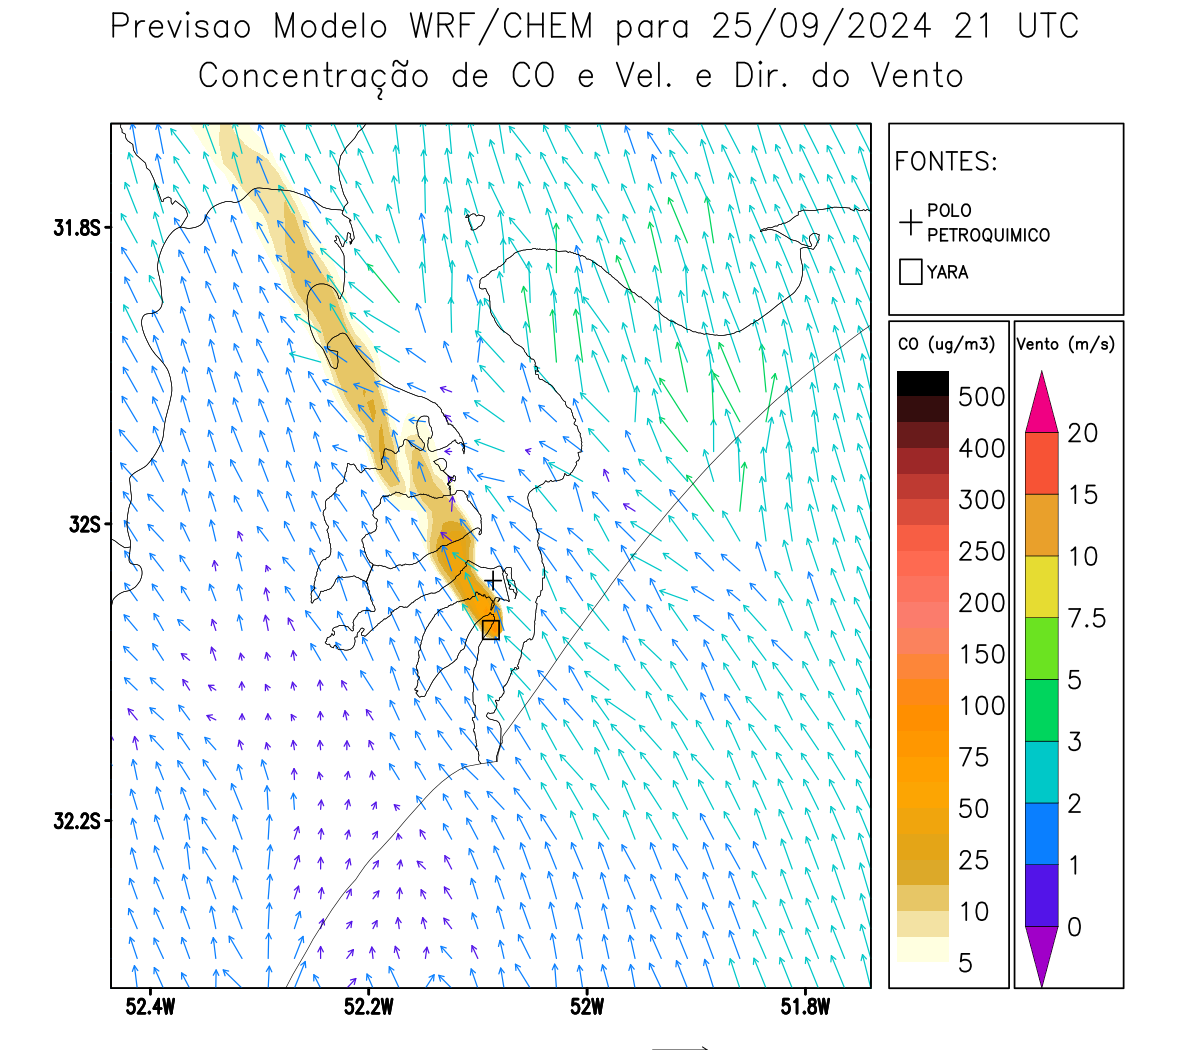 Previsao Modelo WRF/CHEM para 25/09/2024 21 UTC
Concentração de CO e Vel. e Dir. do Vento
FONTES:
POLO
PETROQUIMICO
YARA
CO (ug/m3)
500
400
300
250
200
150
100
75
50
25
10
5
Vento (m/s)
20
15
10
7.5
5
3
2
1
0
31.8S
32S
32.2S
52.4W
52.2W
52W
51.8W